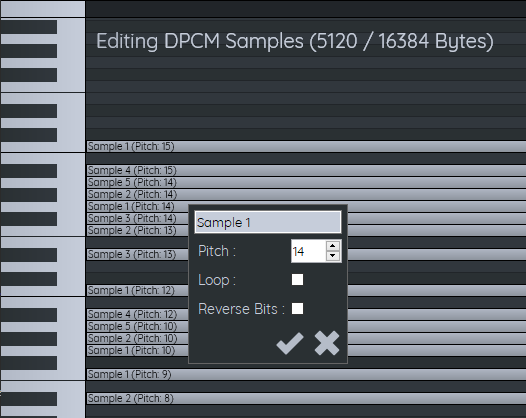 Editing DPCM Samples (5120 / 16384 Bytes)
Sample 1 (Pitch: 15)
Sample 4 (Pitch: 15)
Sample 5 (Pitch: 14)
Sample 2 (Pitch: 14)
Sample 1 (Pitch: 14)
Sample 3 (Pitch: 14)
Sample 2 (Pitch: 13)
Sample 3 (Pitch: 13)
Sample 1 (Pitch: 12)
Sample 4 (Pitch: 12)
Sample 5 (Pitch: 10)
Sample 2 (Pitch: 10)
Sample 1 (Pitch: 10)
Sample 1 (Pitch: 9)
Sample 2 (Pitch: 8)
Sample 1
Pitch : 14
Loop :
Reverse Bits :